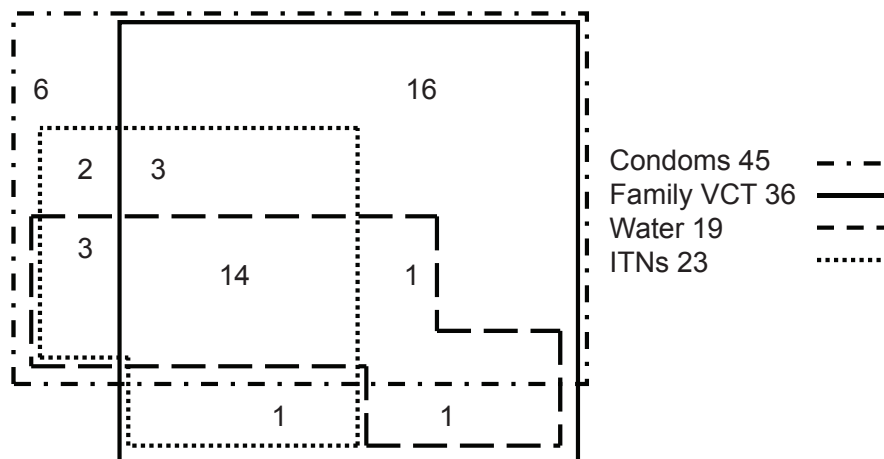 6 16
2 3
3 14 1
1 1
Condoms 45
Family VCT 36
Water 19
ITNs 23